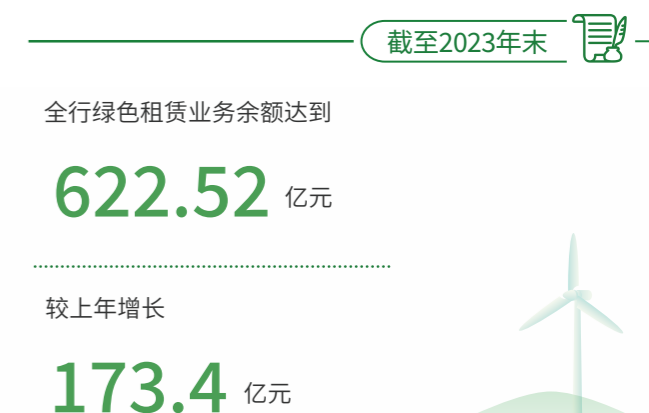 截至2023年末
全行绿色租赁业务余额达到
622.52 亿元
较上年增长
173.4 亿元